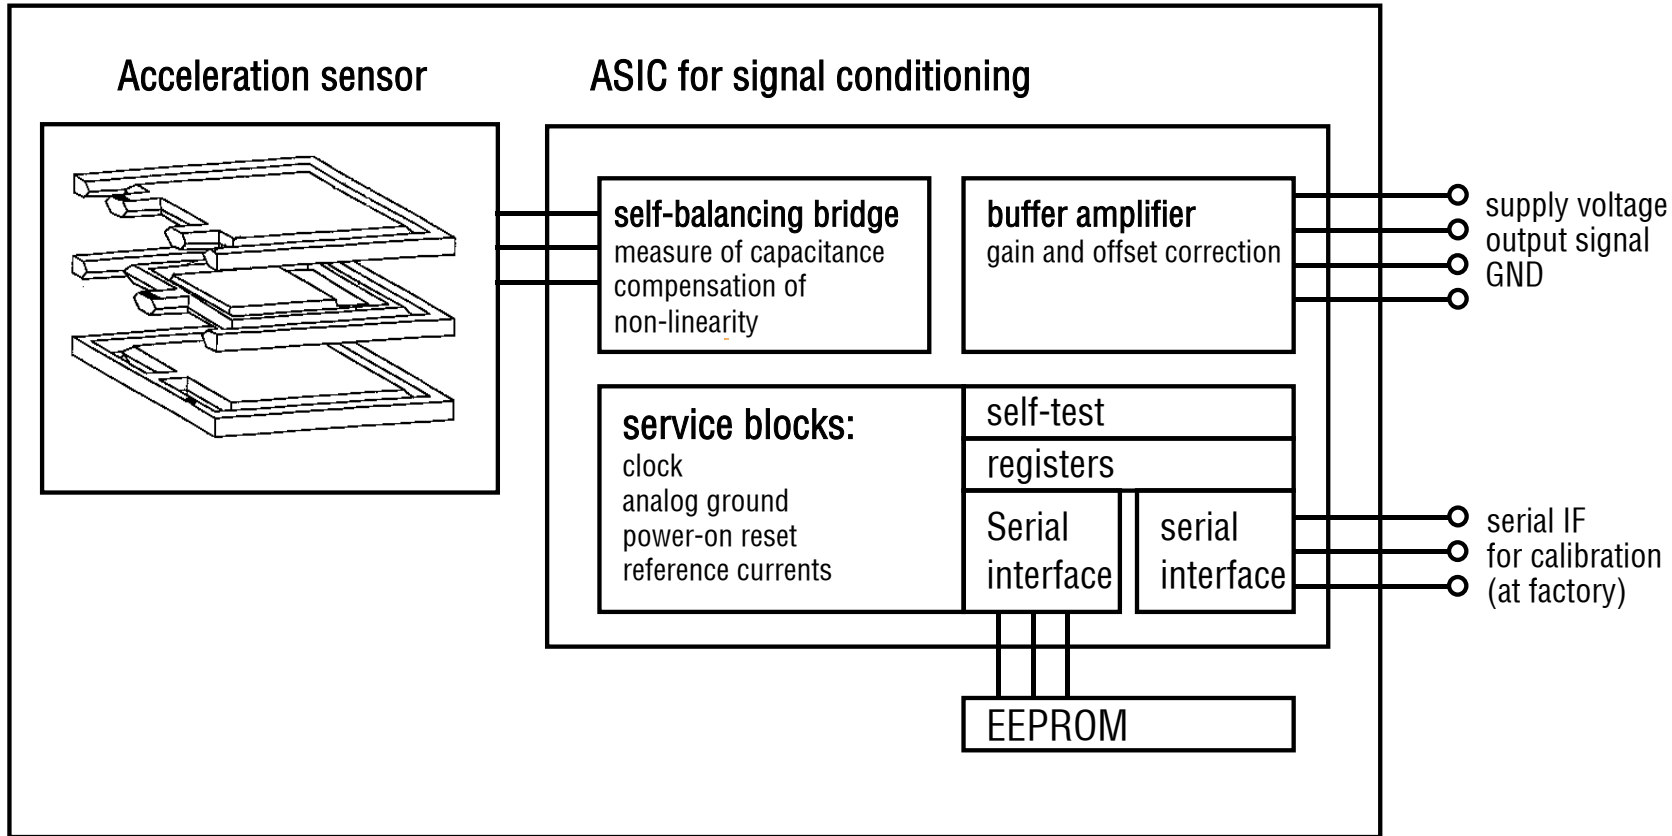 Acceleration sensor
ASIC for signal conditioning
self-balancing bridge
measure of capacitance
compensation of
non-linearity
buffer amplifier
gain and offset correction
supply voltage
output signal
GND
service blocks:
clock
analog ground
power-on reset
reference currents
self-test
registers
Serial
interface
serial
interface
serial IF
for calibration
(at factory)
EEPROM